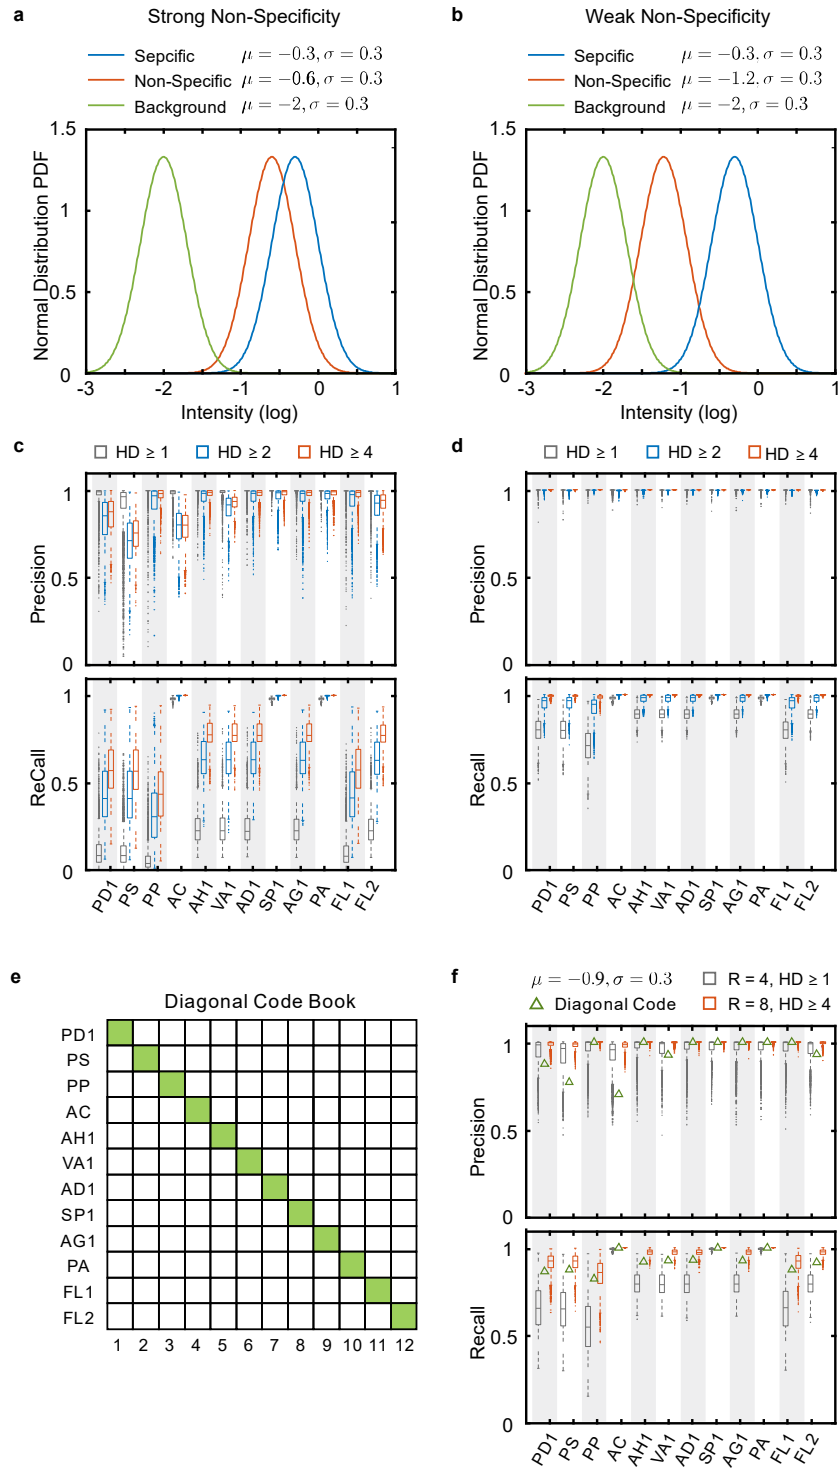 a
Strong Non-Specificity
Sepcific μ = −0.3, σ = 0.3
Non-Specific μ = −0.6, σ = 0.3
Background μ = −2, σ = 0.3
Normal Distribution PDF
1.5
1
0.5
0
-3 -2 -1 0 1
Intensity (log)
b
Weak Non-Specificity
Sepcific μ = −0.3, σ = 0.3
Non-Specific μ = −1.2. σ = 0.3
Background μ = −2, σ = 0.3
Normal Distribution PDF
1.5
1
0.5
0
-3 -2 -1 0 1
Intensity (log)
c
HD ≥ 1 HD ≥ 2 HD ≥ 4
Precision
1
0.5
0
ReCall
1
0.5
0
PD1 PS PP AC AH1 VA1 AD1 SP1 AG1 PA FL1 FL2
d
HD ≥ 1 HD ≥ 2 HD ≥ 4
Precision
1
0.5
0
Recall
1
0.5
0
PD1 PS PP AC AH1 VA1 AD1 SP1 AG1 PA FL1 FL2
e
Diagonal Code Book
PD1
PS
PP
AC
AH1
VA1
AD1
SP1
AG1
PA
FL1
FL2
1 2 3 4 5 6 7 8 9 10 11 12
f
μ = −0.9, σ = 0.3 R = 4, HD ≥ 1
Diagonal Code R = 8, HD ≥ 4
Precision
1
0.5
0
Recall
1
0.5
0
PD1 PS PP AC AH1 VA1 AD1 SP1 AG1 PA FL1 FL2